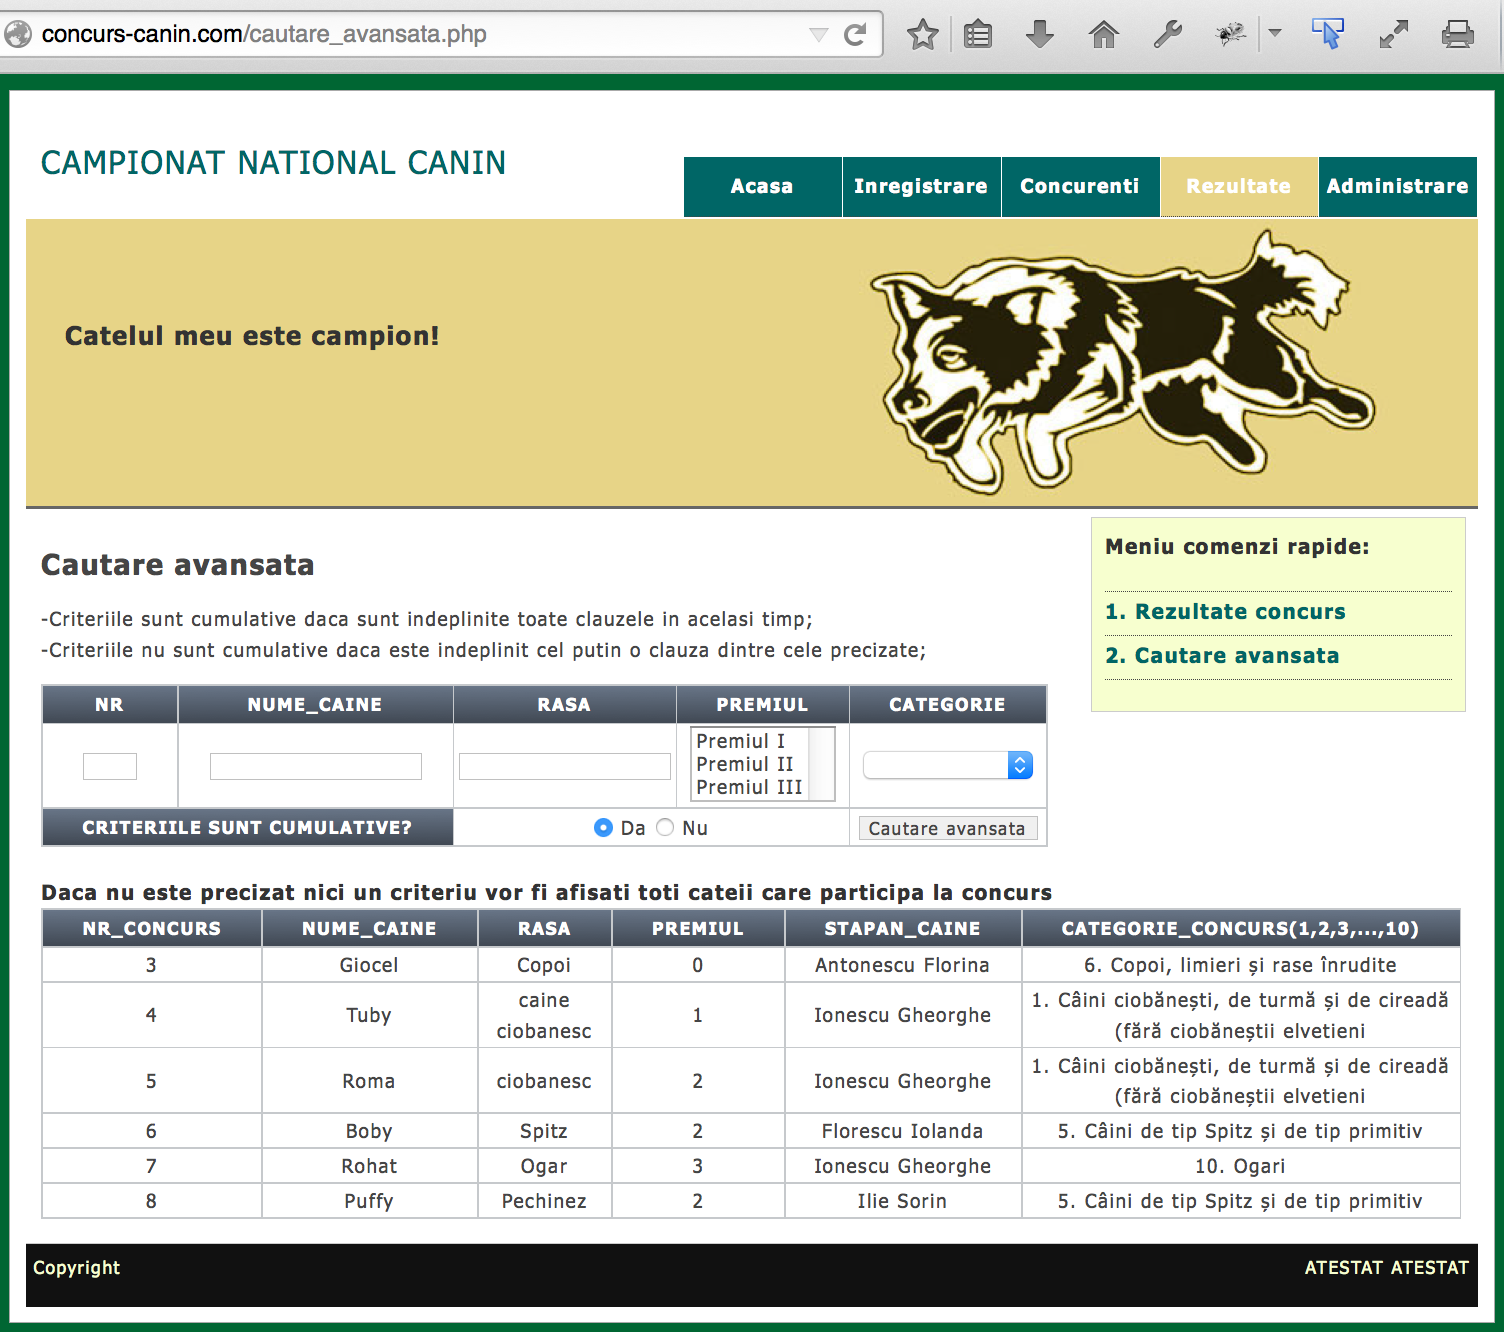 concurs-canin.com/cautare_avansata.php
CAMPIONAT NATIONAL CANIN
Acasa Inregistrare Concurenti Rezultate Administrare
Catelul meu este campion!
Cautare avansata
-Criteriile sunt cumulative daca sunt indeplinite toate clauzele in acelasi timp;
-Criteriile nu sunt cumulative daca este indeplinit cel putin o clauza dintre cele precizate;
Meniu comenzi rapide:
1. Rezultate concurs
2. Cautare avansata
NR NUME_CAINE RASA PREMIUL CATEGORIE
Premiul I
Premiul II
Premiul III
CRITERIILE SUNT CUMULATIVE? Da Nu Cautare avansata
Daca nu este precizat nici un criteriu vor fi afisati toti cateii care participa la concurs
NR_CONCURS NUME_CAINE RASA PREMIUL STAPAN_CAINE CATEGORIE_CONCURS(1,2,3,...,10)
3 Giocel Copoi 0 Antonescu Florina 6. Copoi, limieri și rase înrudite
4 Tuby caine ciobanesc 1 Ionescu Gheorghe 1. Câini ciobănești, de turmă și de cireadă
(fără ciobăneștii elvetieni
5 Roma ciobanesc 2 Ionescu Gheorghe 1. Câini ciobănești, de turmă și de cireadă
(fără ciobăneștii elvetieni
6 Boby Spitz 2 Florescu Iolanda 5. Câini de tip Spitz și de tip primitiv
7 Rohat Ogar 3 Ionescu Gheorghe 10. Ogari
8 Puffy Pechinez 2 Ilie Sorin 5. Câini de tip Spitz și de tip primitiv
Copyright ATESTAT ATESTAT